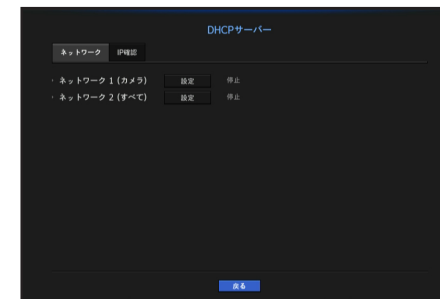 DHCPサーバー
ネットワーク IP確認
ネットワーク 1 (カメラ) 設定 停止
ネットワーク 2 (すべて) 設定 停止
戻る